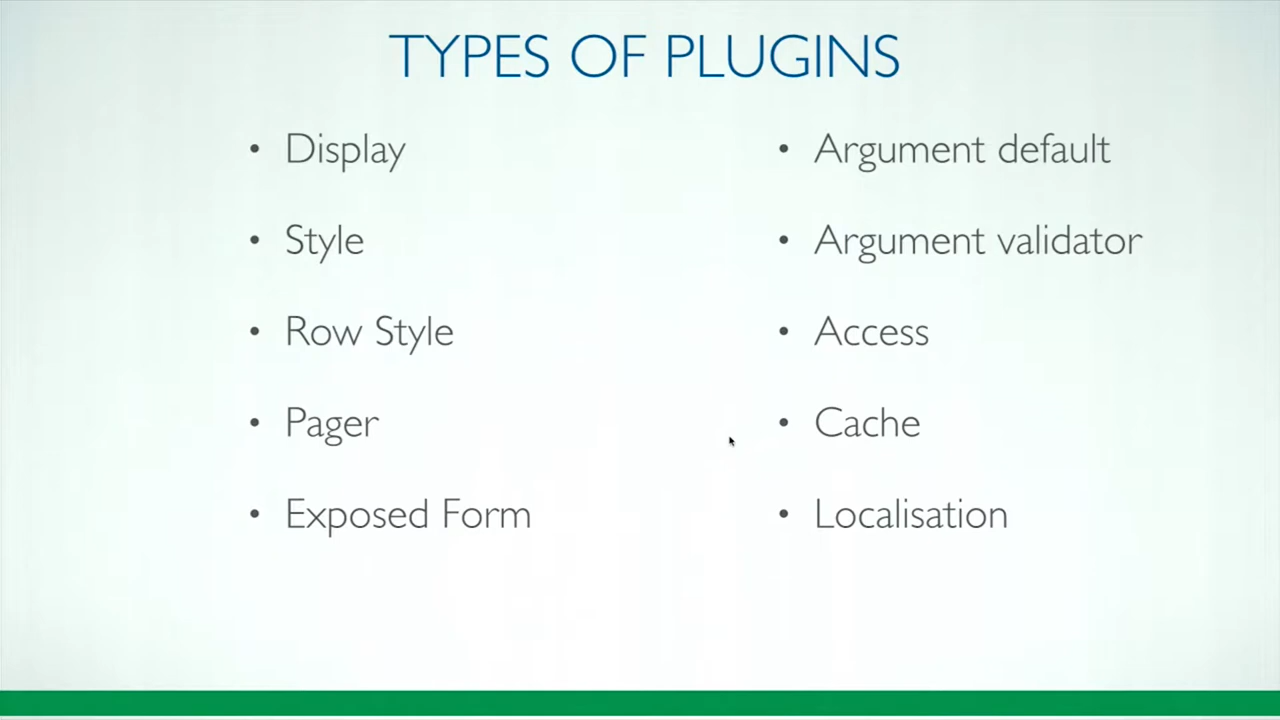 TYPES OF PLUGINS
• Display
• Style
• Row Style
• Pager
• Exposed Form
• Argument default
• Argument validator
• Access
• Cache
• Localisation